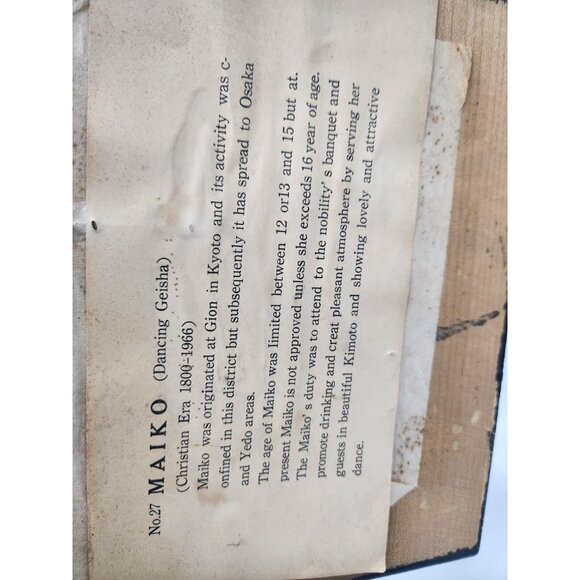 No.27 MAIKO (Dancing Geisha)
(Christian Era 1800-1966)
Maiko was originated at Gion in Kyoto and its activity was c-
onfined in this district but subsequently it has spread to Osaka
and Yedo areas.
The age of Maiko was limited between 12 or13 and 15 but at.
present Maiko is not approved unless she exceeds 16 year of age.
The Maiko's duty was to attend to the nobility's banquet and
promote drinking and creat pleasant atmosphere by serving her
guests in beautiful Kimoto and showing lovely and attractive
dance.